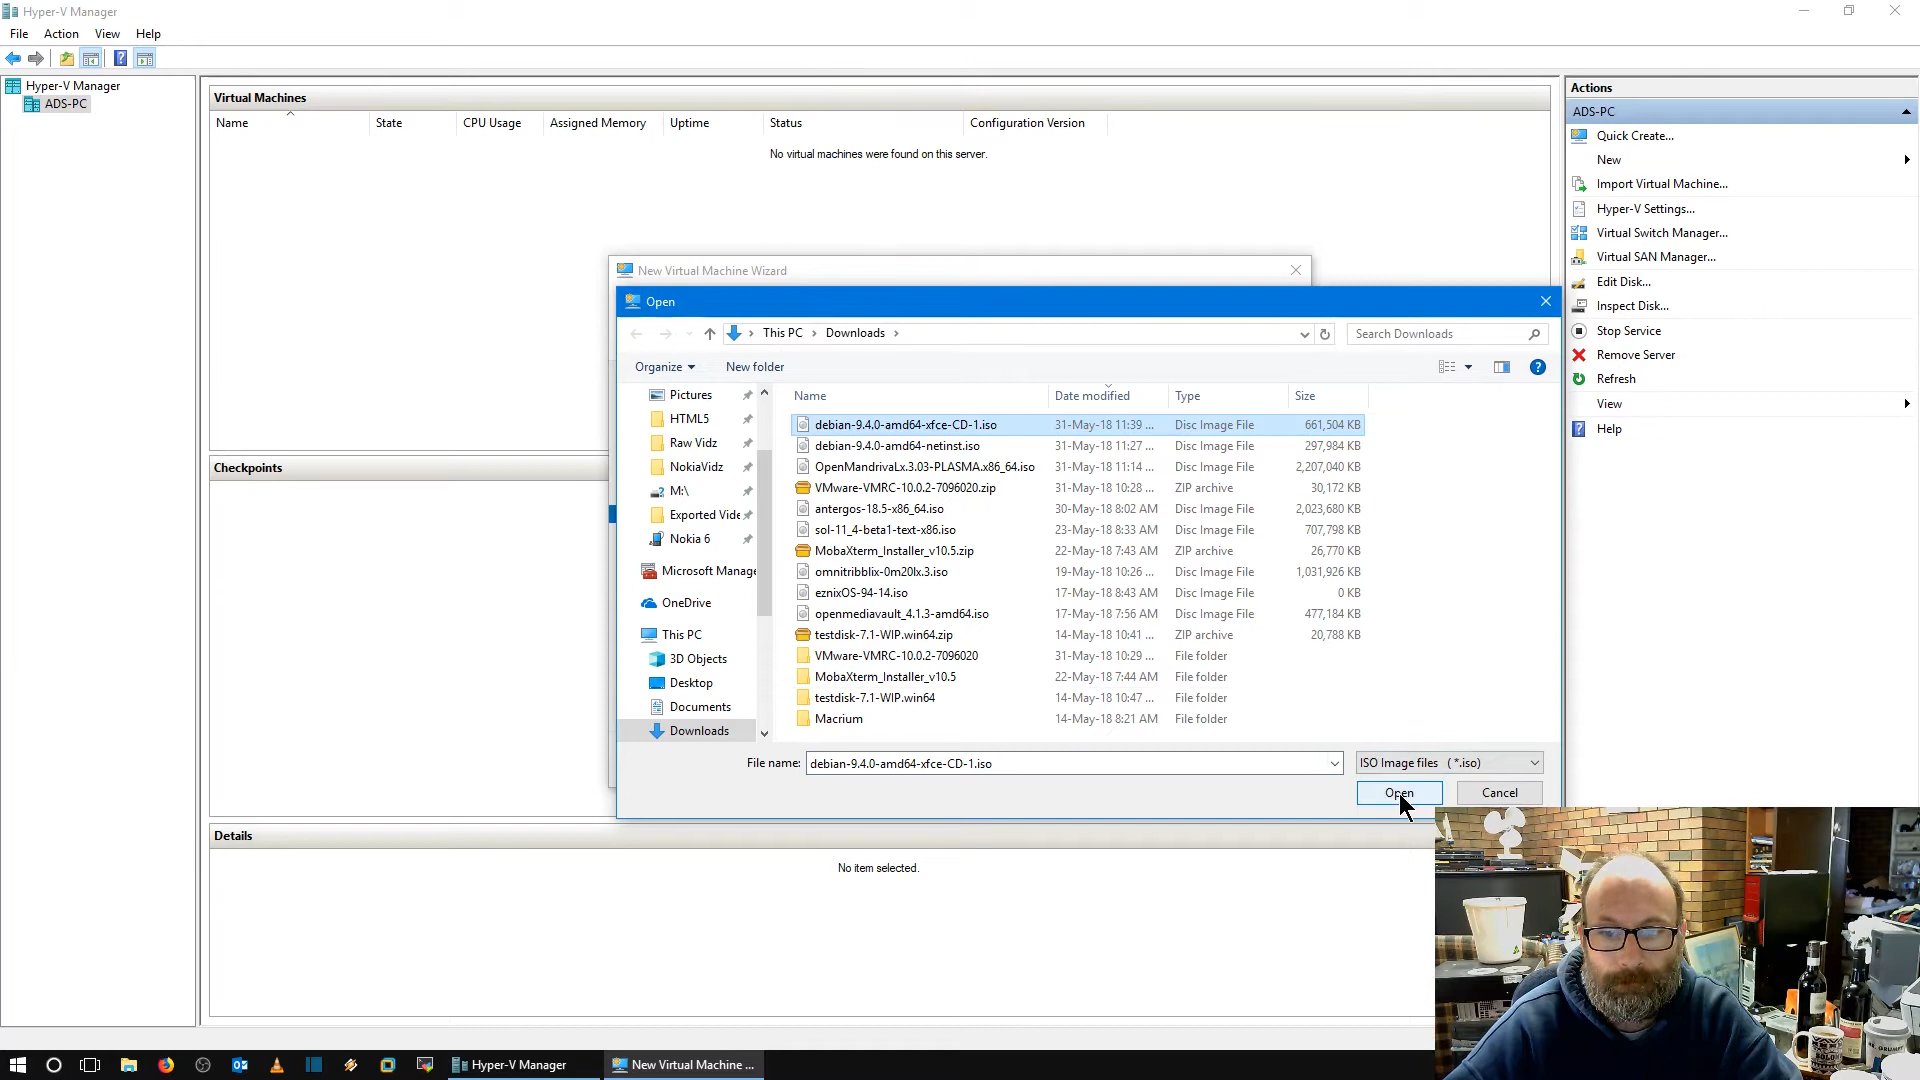 Hyper-V Manager
File Action View Help
Hyper-V Manager
ADS-PC
Virtual Machines
Name State CPU Usage Assigned Memory Uptime Status Configuration Version
No virtual machines were found on this server.
Checkpoints
Details
No item selected.
Actions
ADS-PC
Quick Create...
New
Import Virtual Machine...
Hyper-V Settings...
Virtual Switch Manager...
Virtual SAN Manager...
Edit Disk...
Inspect Disk...
Stop Service
Remove Server
Refresh
View
Help
New Virtual Machine Wizard
Open
This PC > Downloads >
Search Downloads
Organize New folder
Pictures
HTML5
Raw Vidz
NokiaVidz
M:\
Exported Vide
Nokia 6
Microsoft Manage
OneDrive
This PC
3D Objects
Desktop
Documents
Downloads
Name Date modified Type Size
debian-9.4.0-amd64-xfce-CD-1.iso 31-May-18 11:39 ... Disc Image File 661,504 KB
debian-9.4.0-amd64-netinst.iso 31-May-18 11:27 ... Disc Image File 297,984 KB
OpenMandrivaLx.3.03-PLASMA.x86_64.iso 31-May-18 11:14 ... Disc Image File 2,207,040 KB
VMware-VMRC-10.0.2-7096020.zip 31-May-18 10:28 ... ZIP archive 30,172 KB
antergos-18.5-x86_64.iso 30-May-18 8:02 AM Disc Image File 2,023,680 KB
sol-11_4-beta1-text-x86.iso 23-May-18 8:33 AM Disc Image File 707,798 KB
MobaXterm_Installer_v10.5.zip 22-May-18 7:43 AM ZIP archive 26,770 KB
omnitribblix-0m20lx.3.iso 19-May-18 10:26 ... Disc Image File 1,031,926 KB
eznixOS-94-14.iso 17-May-18 8:43 AM Disc Image File 0 KB
openmediavault_4.1.3-amd64.iso 17-May-18 7:56 AM Disc Image File 477,184 KB
testdisk-7.1-WIP.win64.zip 14-May-18 10:41 ... ZIP archive 20,788 KB
VMware-VMRC-10.0.2-7096020 31-May-18 10:29 ... File folder
MobaXterm_Installer_v10.5 22-May-18 7:44 AM File folder
testdisk-7.1-WIP.win64 14-May-18 10:47 ... File folder
Macrium 14-May-18 8:21 AM File folder
File name: debian-9.4.0-amd64-xfce-CD-1.iso ISO Image files ( *.iso)
Open Cancel
Hyper-V Manager New Virtual Machine ...